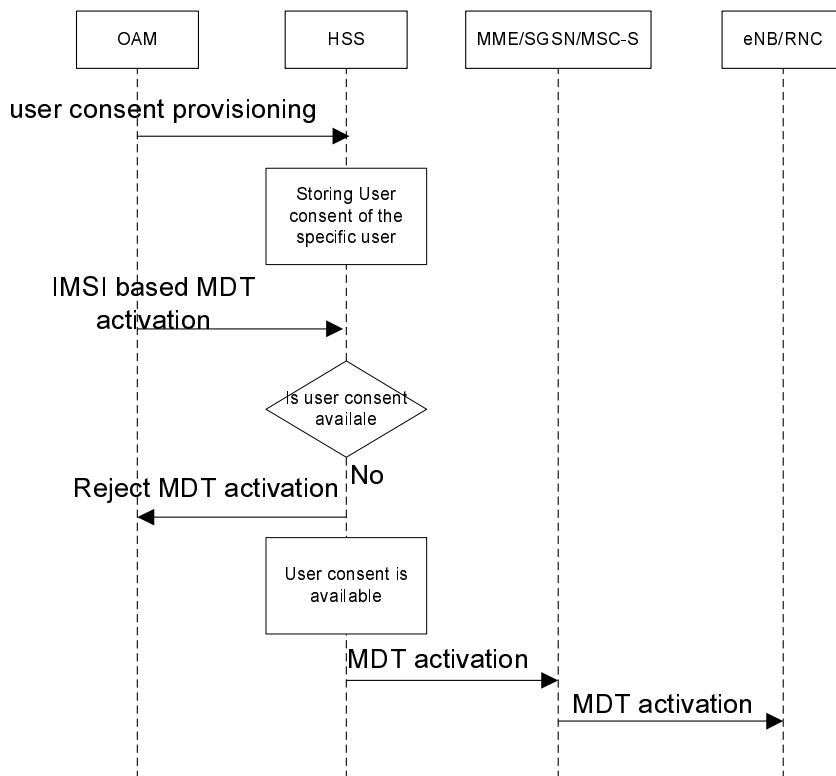 OAM
HSS
MME/SGSN/MSC-S
eNB/RNC
user consent provisioning
Storing User
consent of the
specific user
IMSI based MDT
activation
Is user consent
availale
No
Reject MDT activation
User consent is
available
MDT activation
MDT activation